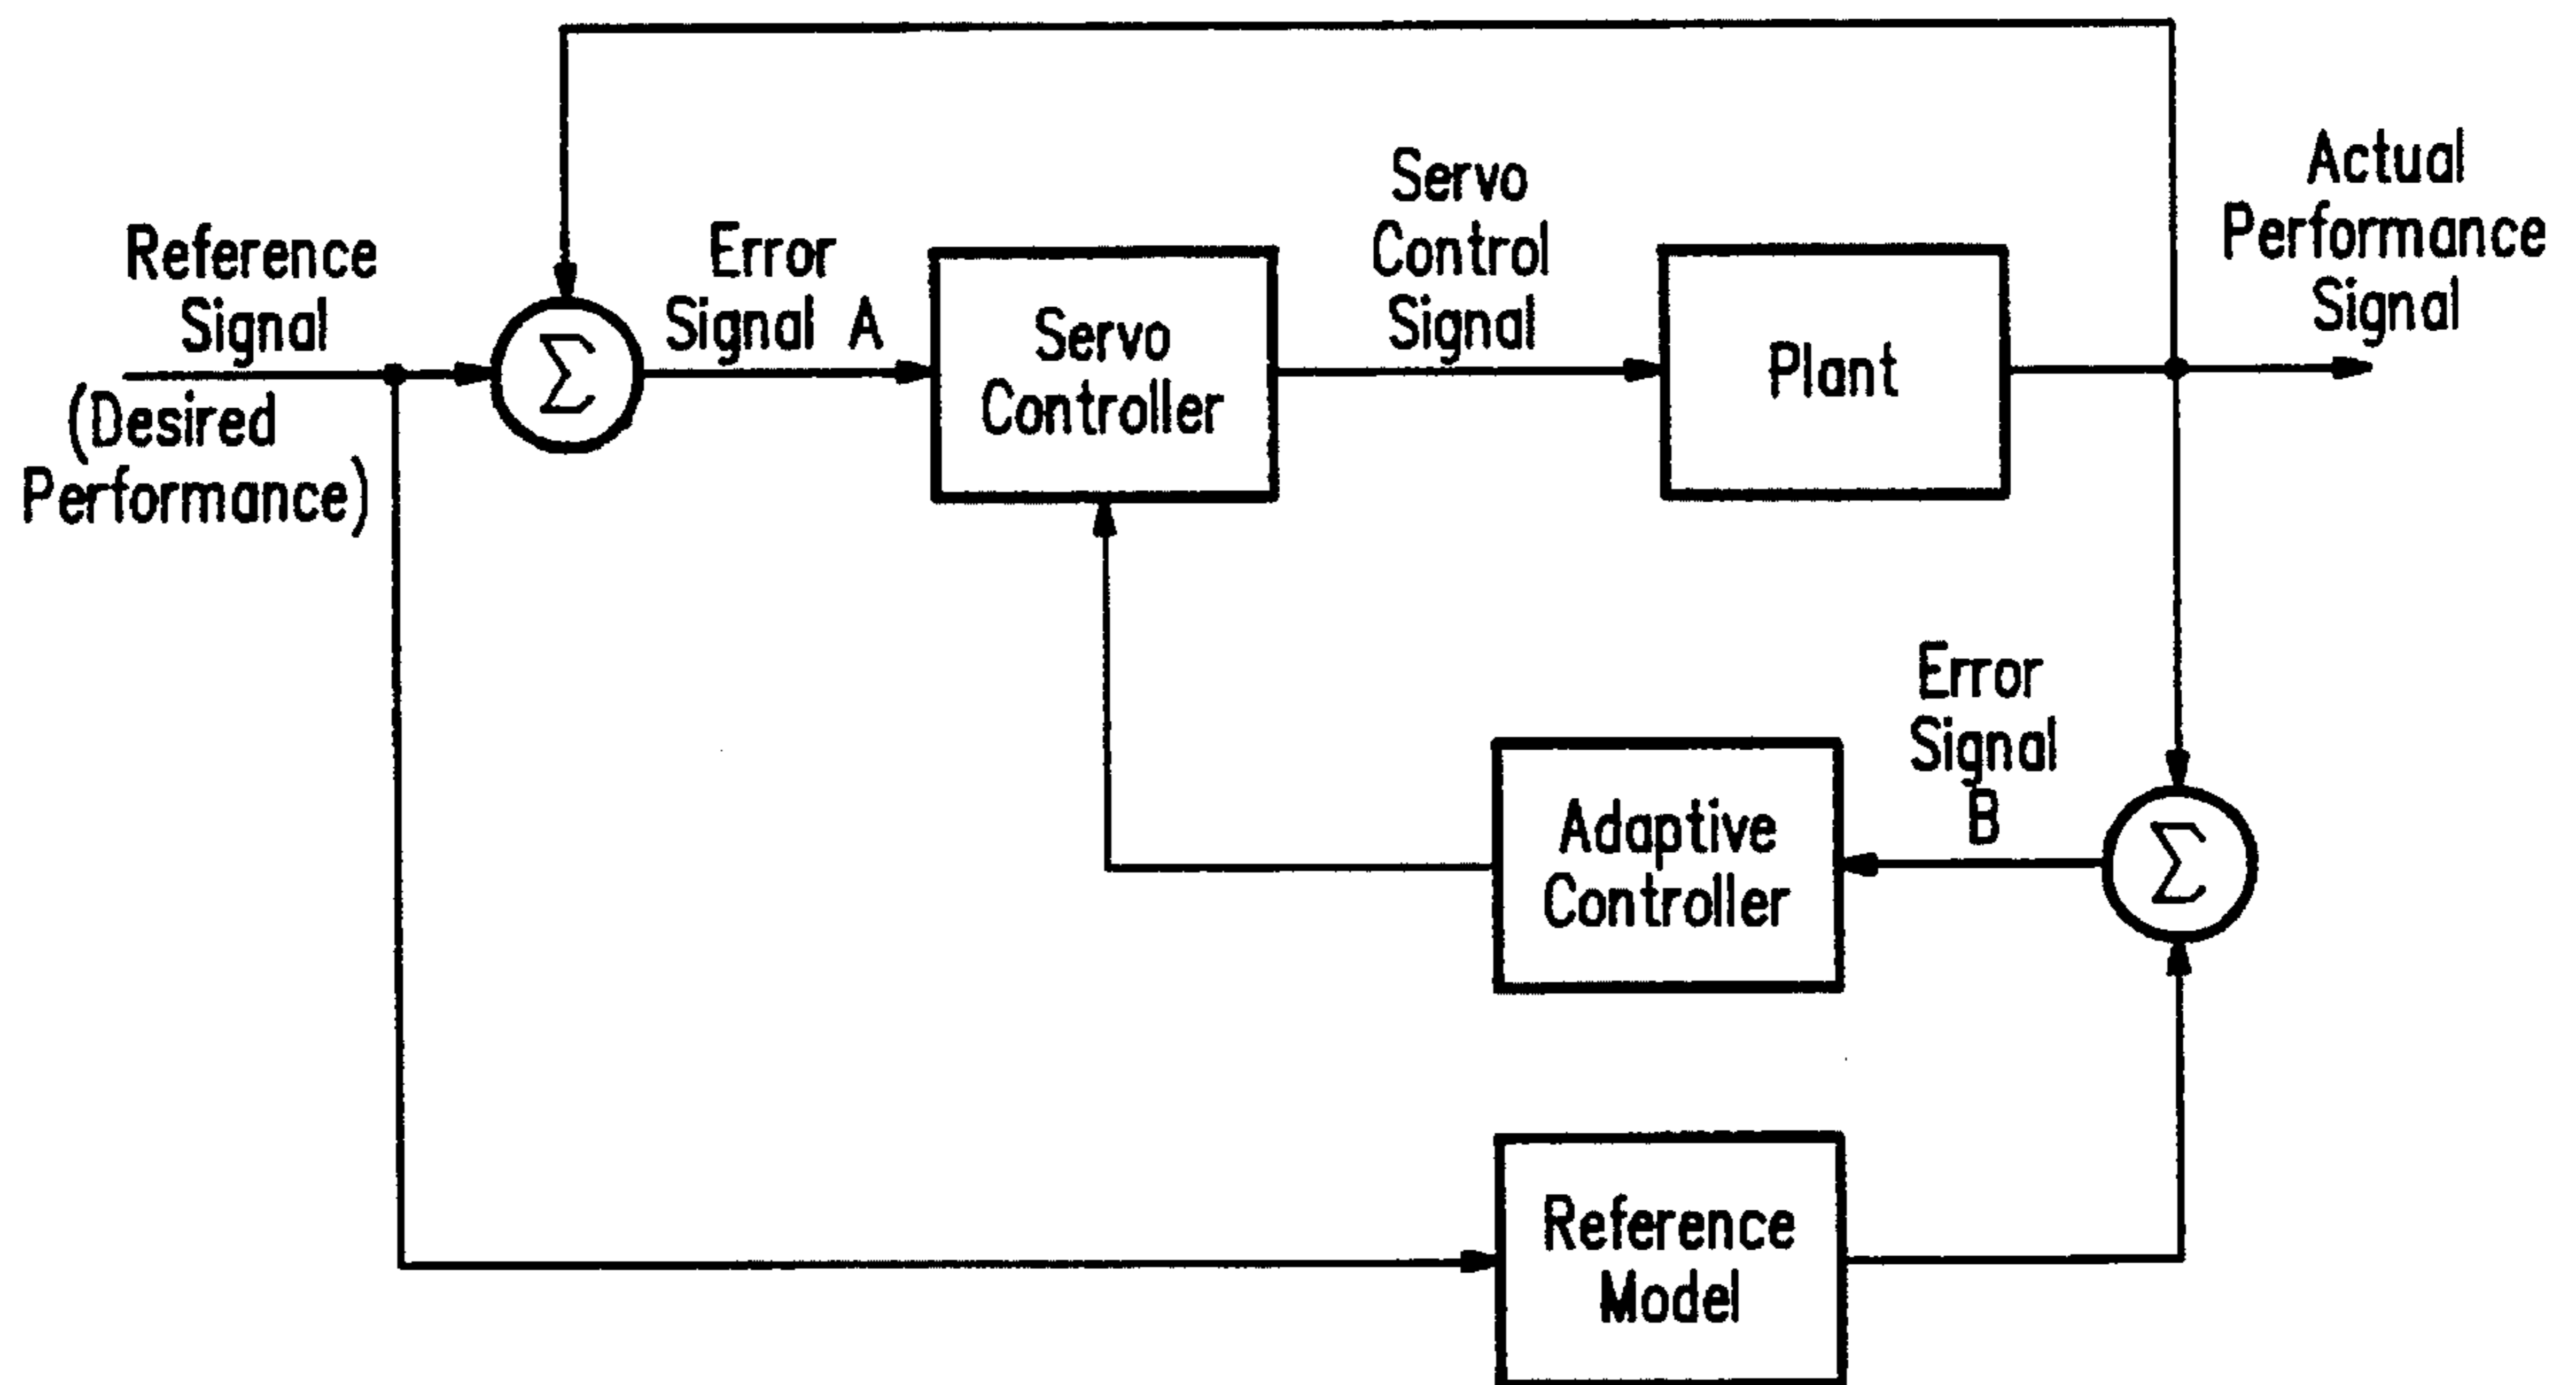 Reference
Signal
(Desired
Performance)
Σ
Error
Signal A
Servo
Controller
Servo
Control
Signal
Plant
Actual
Performance
Signal
Error
Signal
B
Σ
Adaptive
Controller
Reference
Model